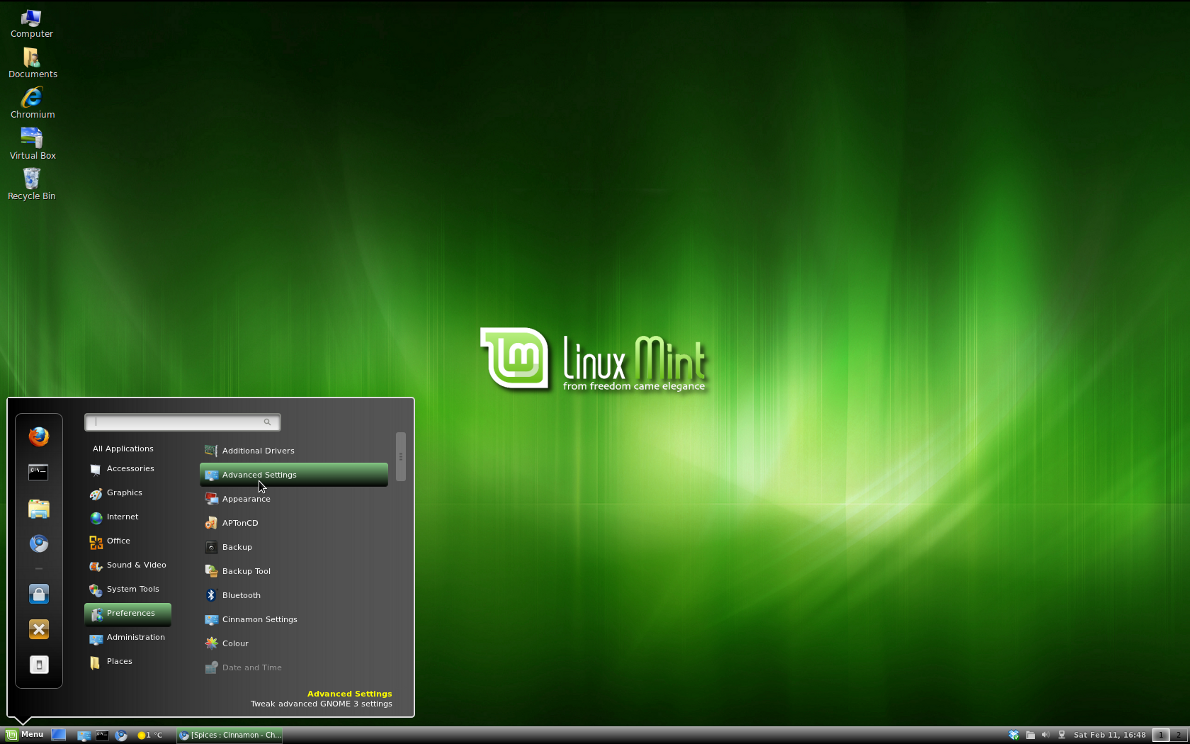 Computer
Documents
Chromium
Virtual Box
Recycle Bin
Linux Mint
from freedom came elegance
All Applications
Accessories
Graphics
Internet
Office
Sound & Video
System Tools
Preferences
Administration
Places
Additional Drivers
Advanced Settings
Appearance
APTonCD
Backup
Backup Tool
Bluetooth
Cinnamon Settings
Colour
Date and Time
Advanced Settings
Tweak advanced GNOME 3 settings
Menu
1 °C
[Spices : Cinnamon - Ch...
Sat Feb 11, 16:48
1
2